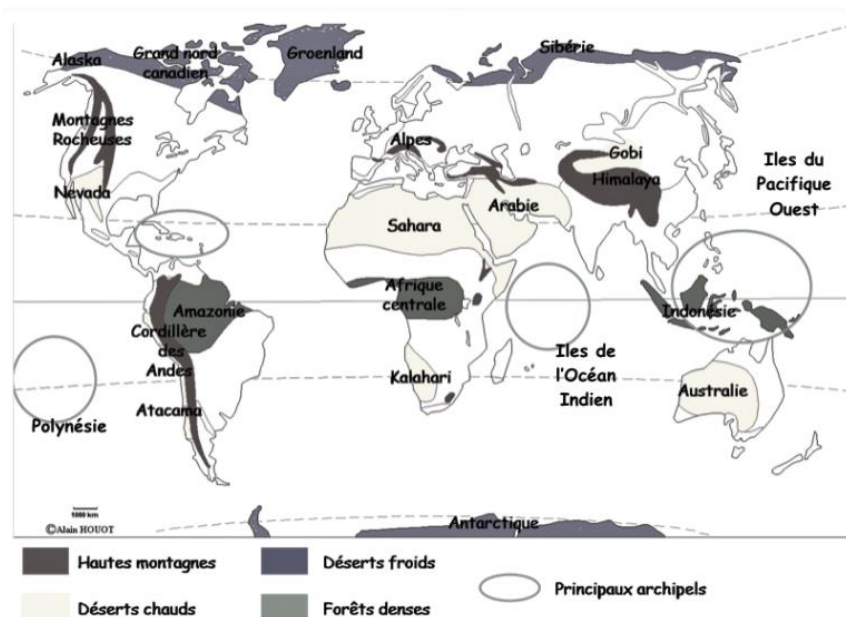 Alaska
Grand nord
canadien
Groenland
Sibérie
Montagnes
Rocheuses
Alpes
Gobi
Himalaya
Iles du
Pacifique
Ouest
Nevada
Arabie
Sahara
Afrique
centrale
Amazonie
Indonésie
Cordillère
des
Andes
Iles de
l'Océan
Indien
Kalahari
Australie
Atacama
Polynésie
1000 km
©Alain HOUOT
Antarctique
Hautes montagnes
Déserts froids
Principaux archipels
Déserts chauds
Forêts denses